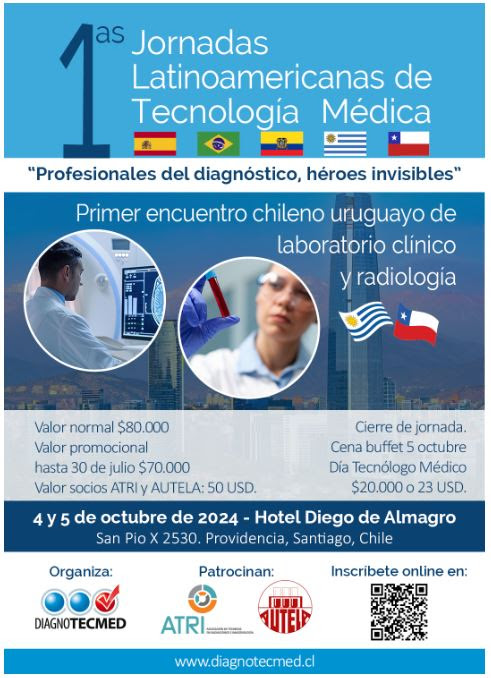 1as Jornadas
Latinoamericanas de
Tecnología Médica
"Profesionales del diagnóstico, héroes invisibles"
Primer encuentro chileno uruguayo de
laboratorio clínico
y radiología
Valor normal $80.000
Valor promocional
hasta 30 de julio $70.000
Valor socios ATRI y AUTELA: 50 USD.
Cierre de jornada.
Cena buffet 5 octubre
Día Tecnólogo Médico
$20.000 o 23 USD.
4 y 5 de octubre de 2024 - Hotel Diego de Almagro
San Pio X 2530. Providencia, Santiago, Chile
Organiza:
DIAGNOTECMED
Patrocinan:
ATRI
AUTELA
Inscríbete online en:
www.diagnotecmed.cl